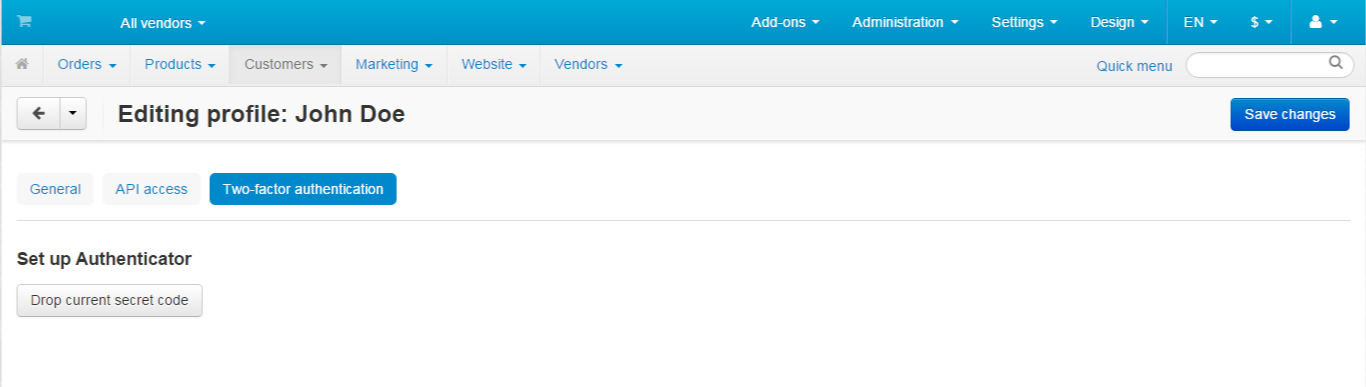 All vendors Add-ons Administration Settings Design EN $
Orders Products Customers Marketing Website Vendors Quick menu
Editing profile: John Doe Save changes
General API access Two-factor authentication
Set up Authenticator
Drop current secret code